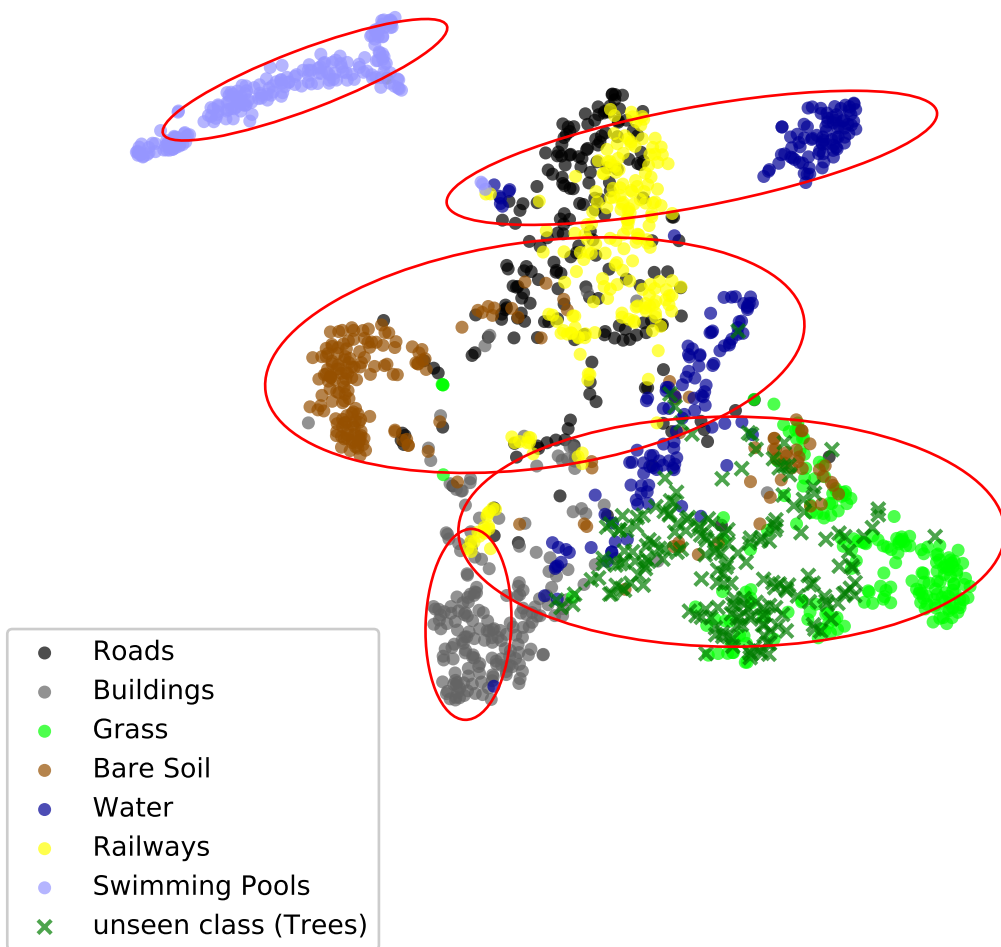 Roads
Buildings
Grass
Bare Soil
Water
Railways
Swimming Pools
unseen class (Trees)